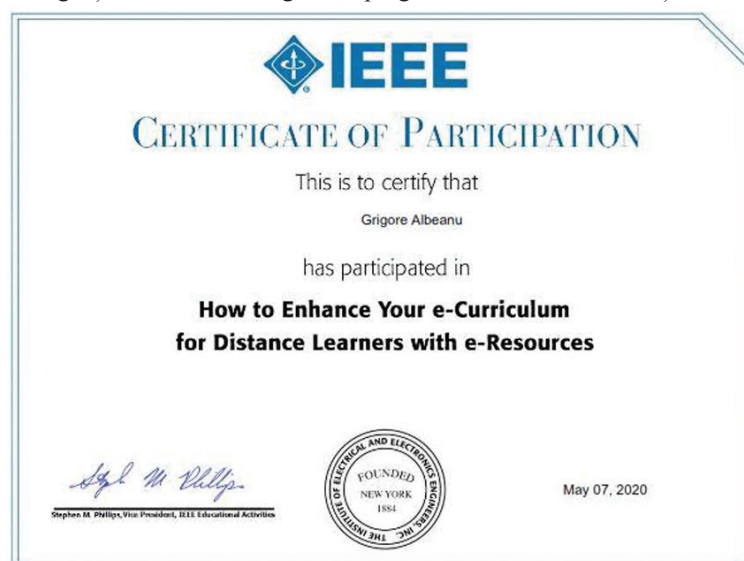 IEEE
CERTIFICATE OF PARTICIPATION
This is to certify that
Grigore Albeanu
has participated in
How to Enhance Your e-Curriculum
for Distance Learners with e-Resources
THE INSTITUTE OF ELECTRICAL AND ELECTRONICS ENGINEERS, INC.
FOUNDED
NEW YORK
1884
May 07, 2020
Stephen M. Phillips, Vice President, IEEE Educational Activities